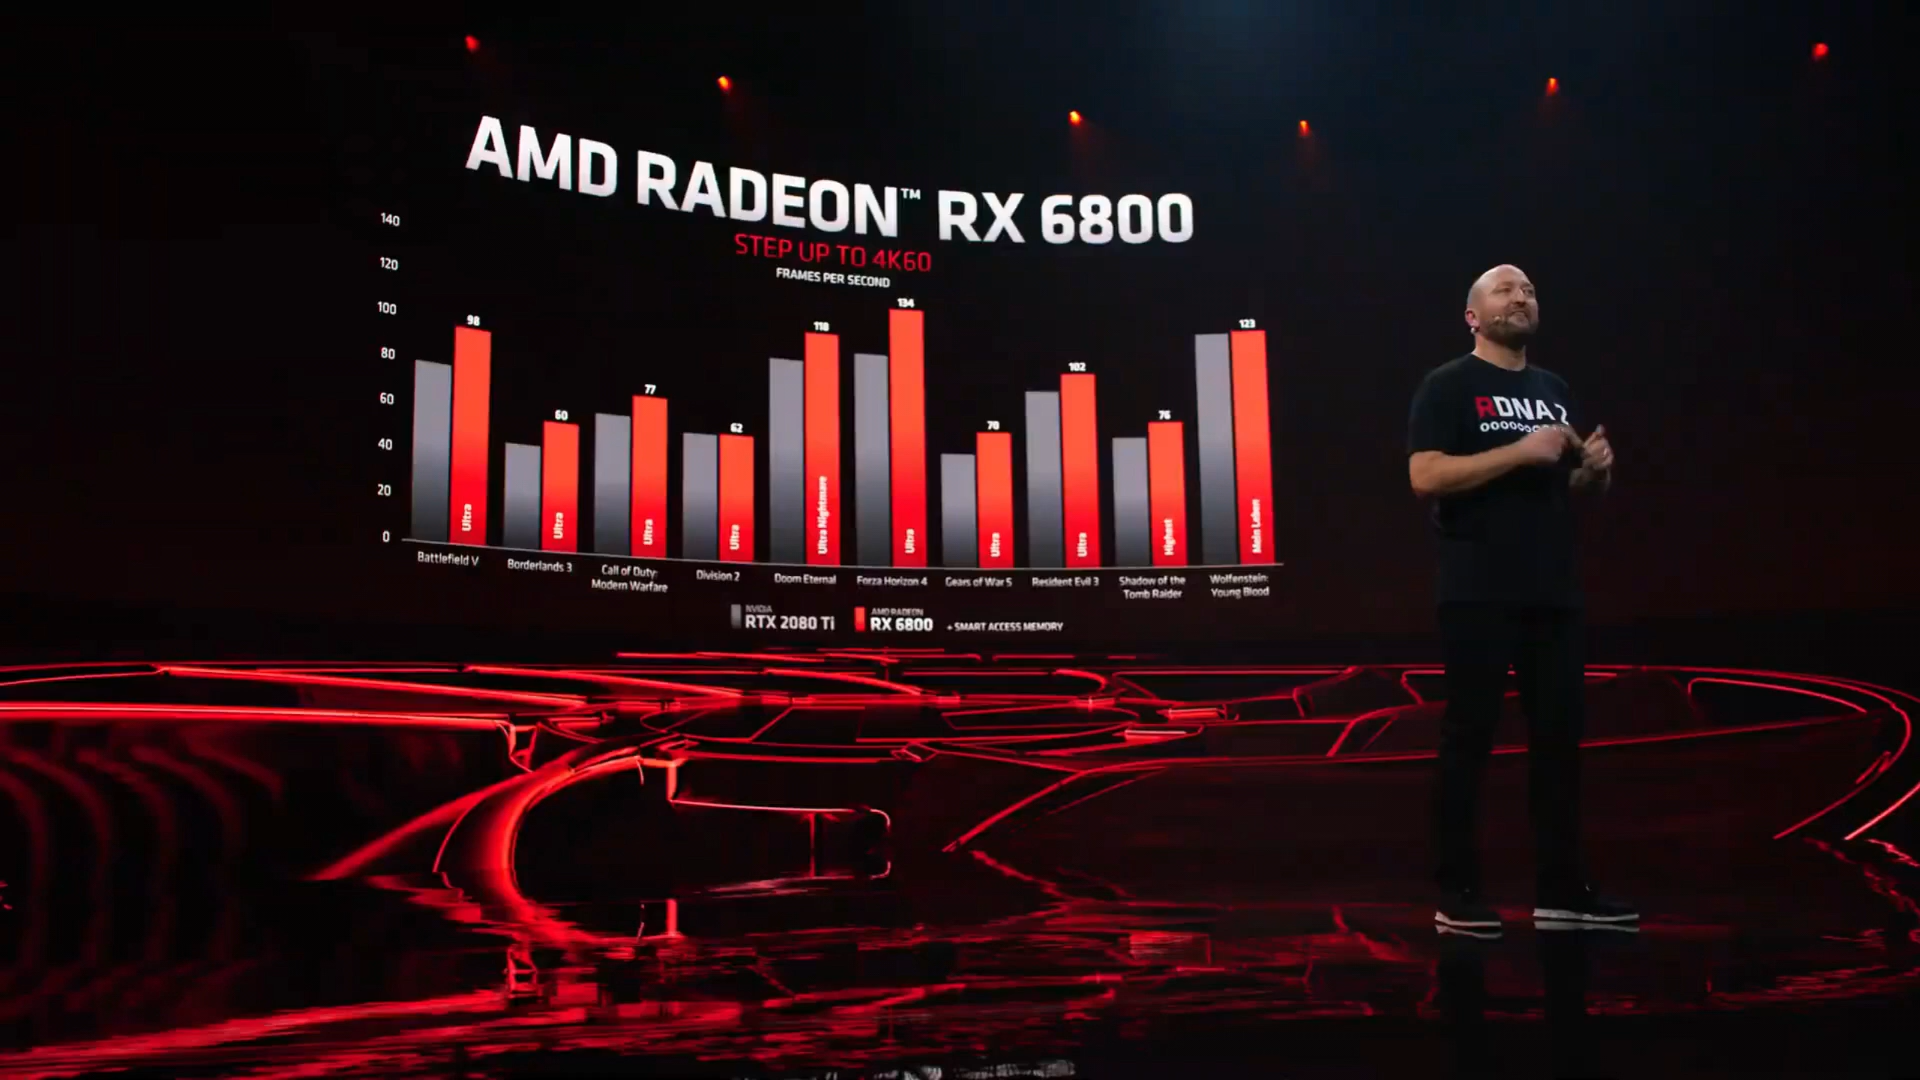 AMD RADEON™ RX 6800
STEP UP TO 4K60
FRAMES PER SECOND
140
120
100
80
60
40
20
0
98
60
77
62
118
134
70
102
76
123
Ultra
Ultra
Ultra
Ultra
Ultra Nightmare
Ultra
Ultra
Ultra
Highest
Mein Leben
Battlefield V
Borderlands 3
Call of Duty:
Modern Warfare
Division 2
Doom Eternal
Forza Horizon 4
Gears of War 5
Resident Evil 3
Shadow of the
Tomb Raider
Wolfenstein:
Young Blood
NVIDIA
RTX 2080 Ti
AMD RADEON
RX 6800
+ SMART ACCESS MEMORY
RDNA 2